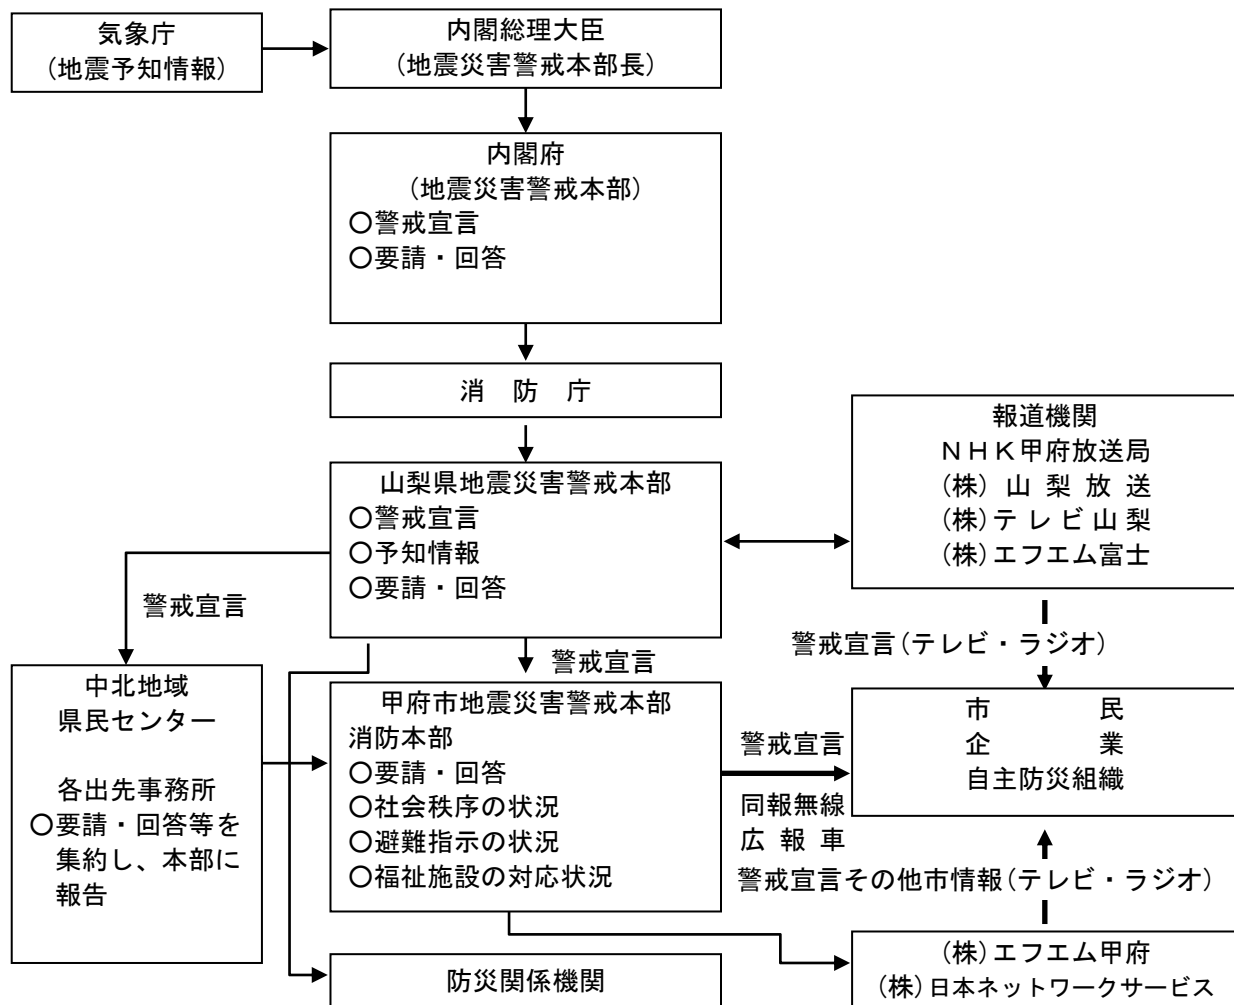 気象庁
(地震予知情報)
内閣総理大臣
(地震災害警戒本部長)
内閣府
(地震災害警戒本部)
○警戒宣言
○要請・回答
消 防 庁
山梨県地震災害警戒本部
○警戒宣言
○予知情報
○要請・回答
報道機関
NHK甲府放送局
(株) 山 梨 放 送
(株)テレビ山梨
(株)エフエム富士
警戒宣言
警戒宣言
警戒宣言(テレビ・ラジオ)
中北地域
県民センター
各出先事務所
○要請・回答等を
集約し、本部に
報告
甲府市地震災害警戒本部
消防本部
○要請・回答
○社会秩序の状況
○避難指示の状況
○福祉施設の対応状況
警戒宣言
同報無線
広 報 車
市 民
企 業
自主防災組織
警戒宣言その他市情報(テレビ・ラジオ)
防災関係機関
(株)エフエム甲府
(株)日本ネットワークサービス